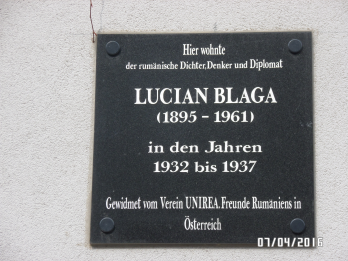 Hier wohnte
der rumänische Dichter, Denker und Diplomat
LUCIAN BLAGA
(1895 - 1961)
in den Jahren
1932 bis 1937
Gewidmet vom Verein UNIREA. Freunde Rumäniens in
Österreich
07/04/2016